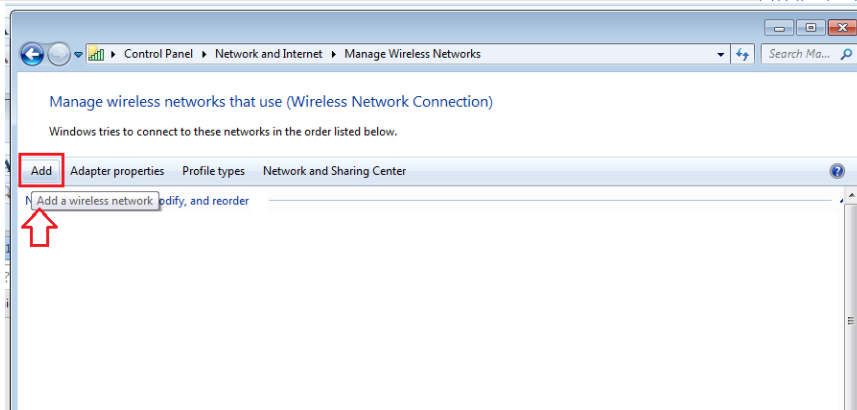 Control Panel Network and Internet Manage Wireless Networks Search Ma...
Manage wireless networks that use (Wireless Network Connection)
Windows tries to connect to these networks in the order listed below.
Add Adapter properties Profile types Network and Sharing Center
Add a wireless network
odify, and reorder